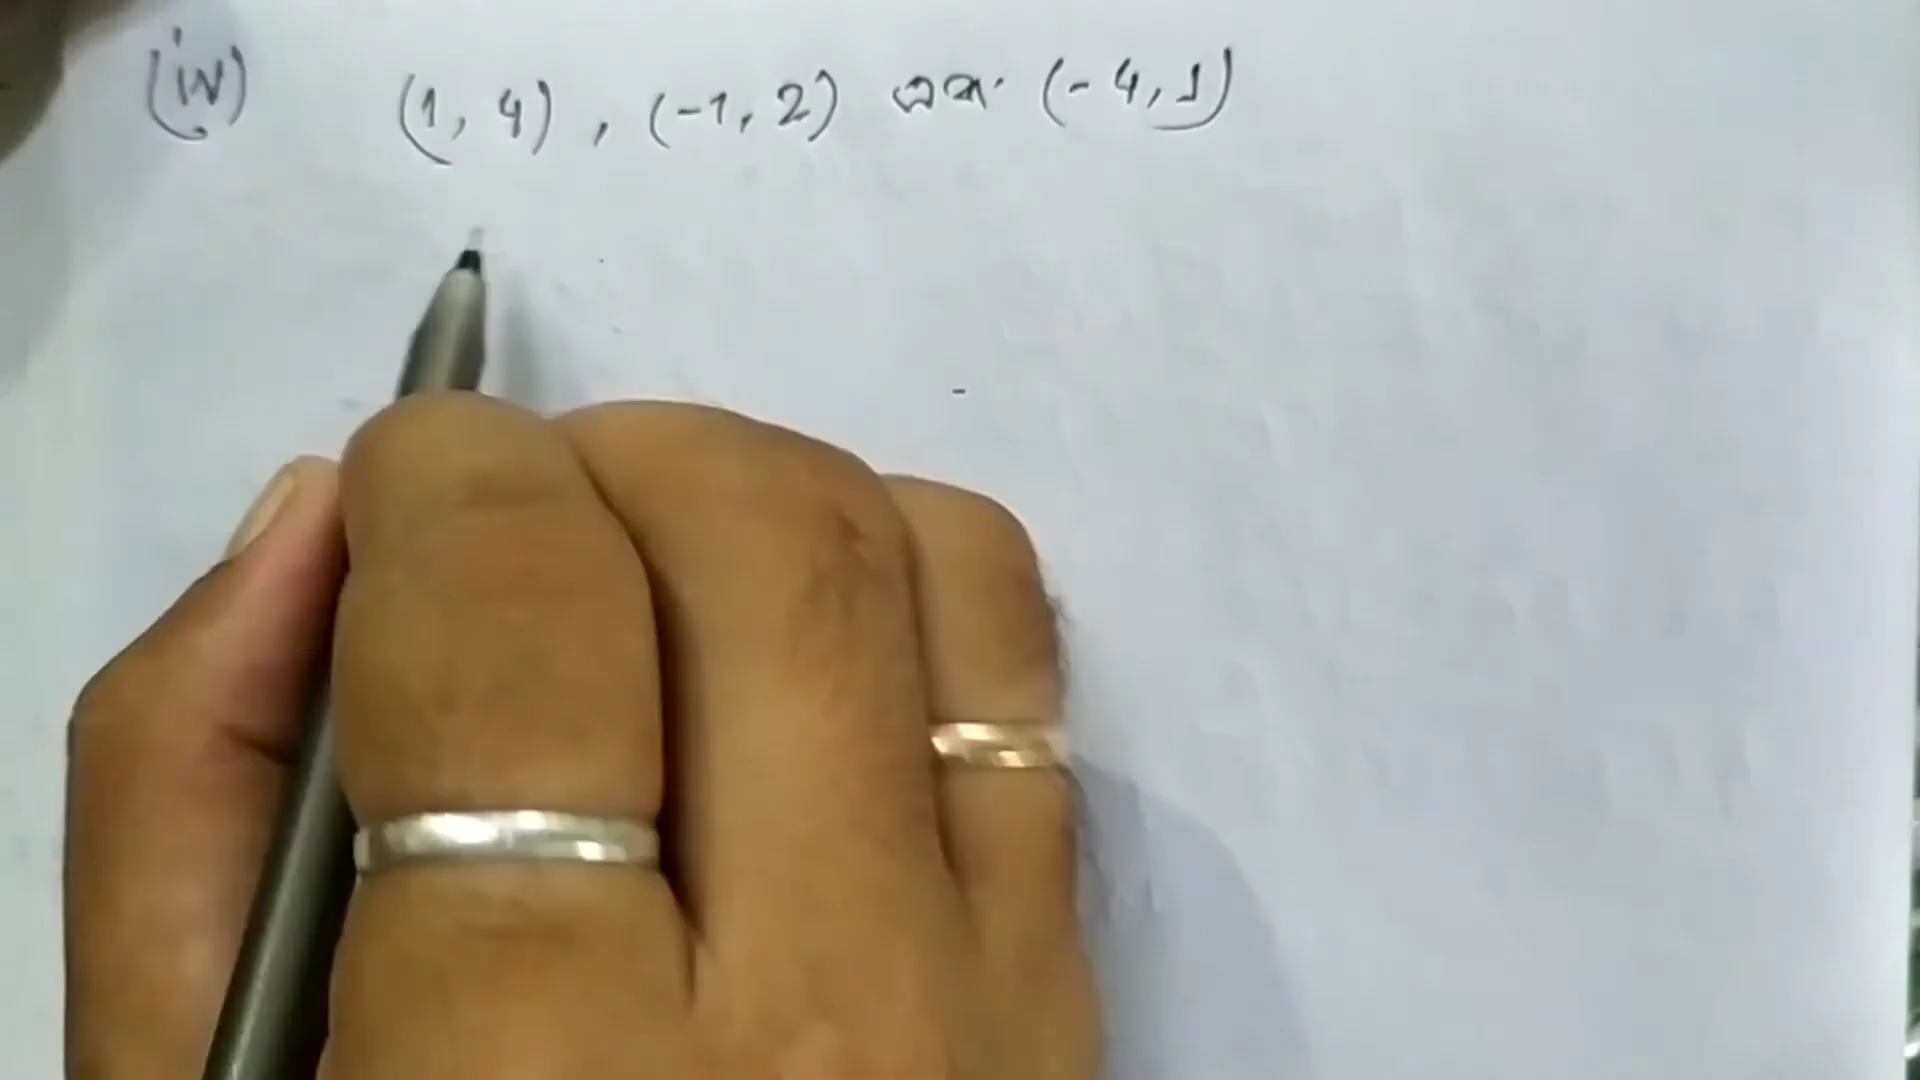 (iv) (1, 4), (-1, 2) এবং (-4, 1)